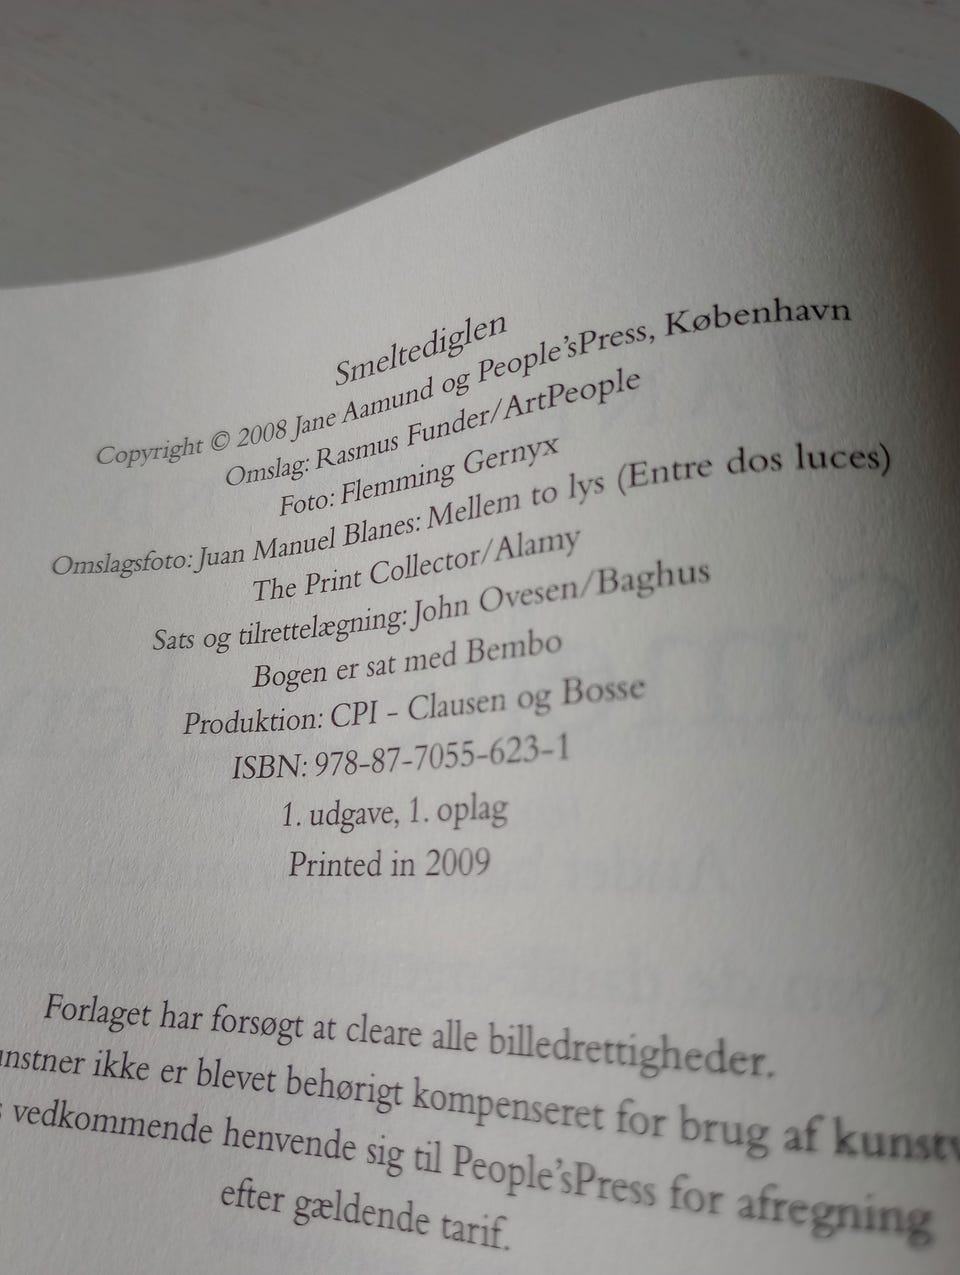 Smeltediglen
Copyright © 2008 Jane Aamund og People'sPress, København
Omslag: Rasmus Funder/ArtPeople
Foto: Flemming Gernyx
Omslagsfoto: Juan Manuel Blanes: Mellem to lys (Entre dos luces)
The Print Collector/Alamy
Sats og tilrettelægning: John Ovesen/Baghus
Bogen er sat med Bembo
Produktion: CPI - Clausen og Bosse
ISBN: 978-87-7055-623-1
1. udgave, 1. oplag
Printed in 2009
Forlaget har forsøgt at cleare alle billedrettigheder.
ikke er blevet behørigt kompenseret for brug af
vedkommende henvende sig til People'sPress for afregning
efter gældende tarif.